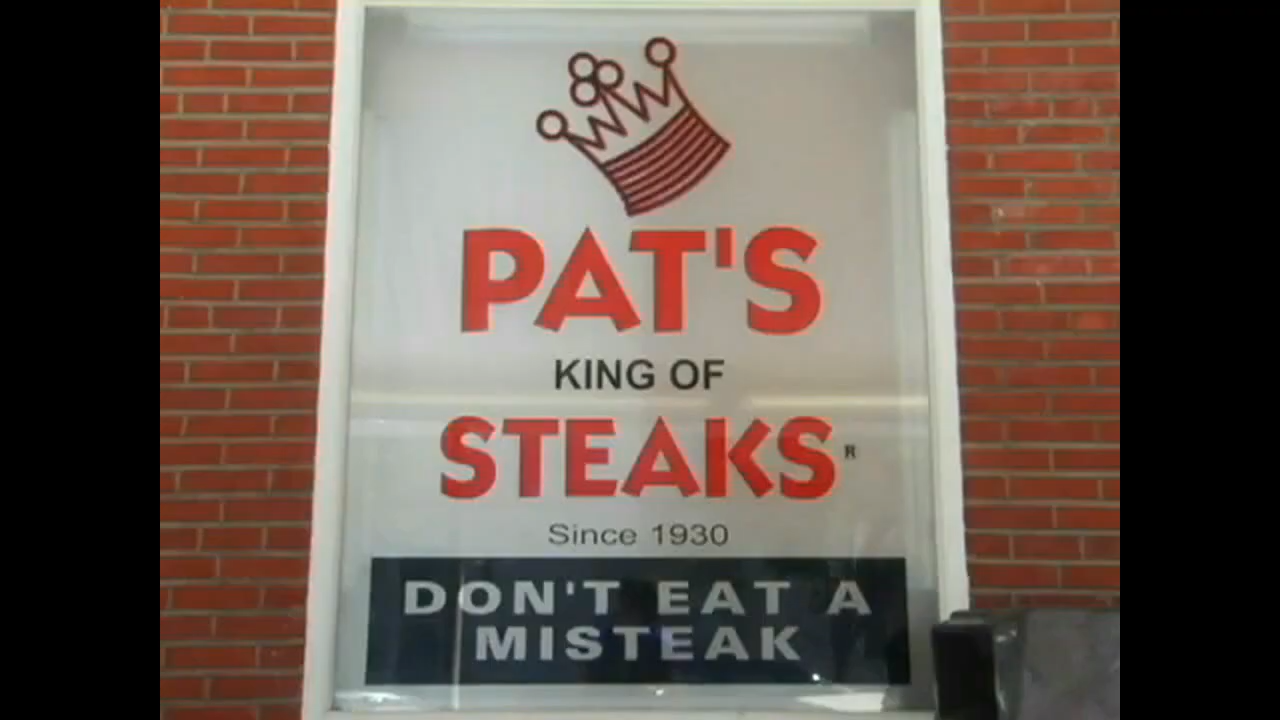 PAT'S
KING OF
STEAKS®
Since 1930
DON'T EAT A
MISTEAK